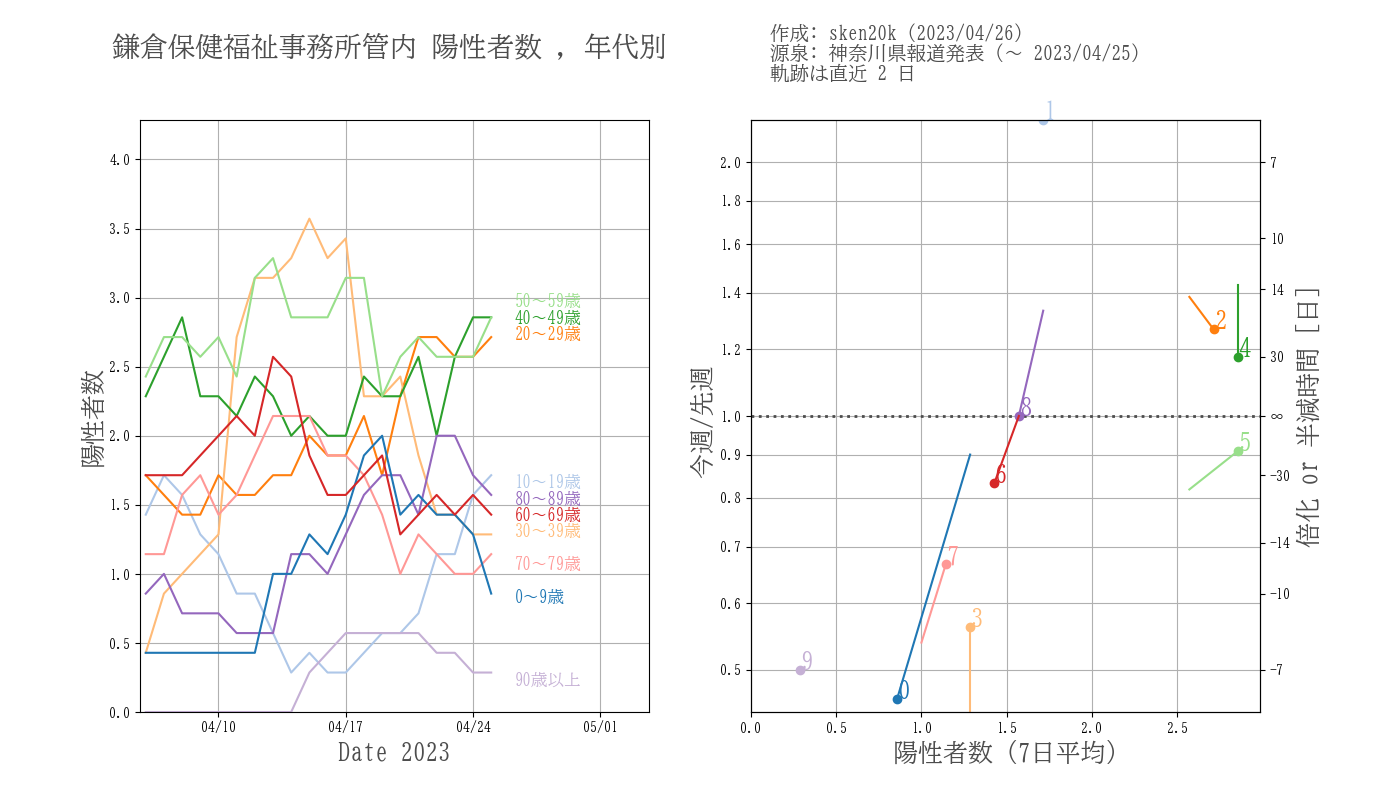 鎌倉保健福祉事務所管内 陽性者数 , 年代別
作成: sken20k (2023/04/26)
源泉: 神奈川県報道発表 (～ 2023/04/25)
軌跡は直近 2 日
陽性者数
4.0
3.5
3.0
2.5
2.0
1.5
1.0
0.5
0.0
04/10
04/17
04/24
05/01
Date 2023
50～59歳
40～49歳
20～29歳
10～19歳
80～89歳
60～69歳
30～39歳
70～79歳
0～9歳
90歳以上
今週/先週
2.0
1.8
1.6
1.4
1.2
1.0
0.9
0.8
0.7
0.6
0.5
0.0
0.5
1.0
1.5
2.0
2.5
陽性者数 (7日平均)
1
2
4
8
5
6
7
3
9
0
7
10
14
30
∞
-30
-14
-10
-7
倍化 or 半減時間 [日]